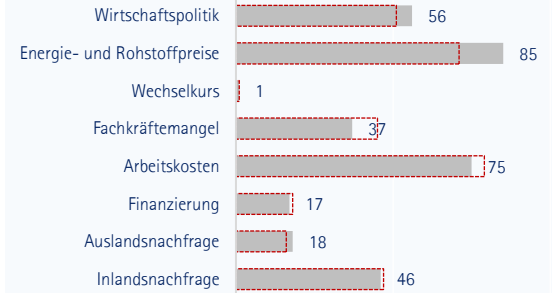 Wirtschaftspolitik 56
Energie- und Rohstoffpreise 85
Wechselkurs 1
Fachkräftemangel 37
Arbeitskosten 75
Finanzierung 17
Auslandsnachfrage 18
Inlandsnachfrage 46